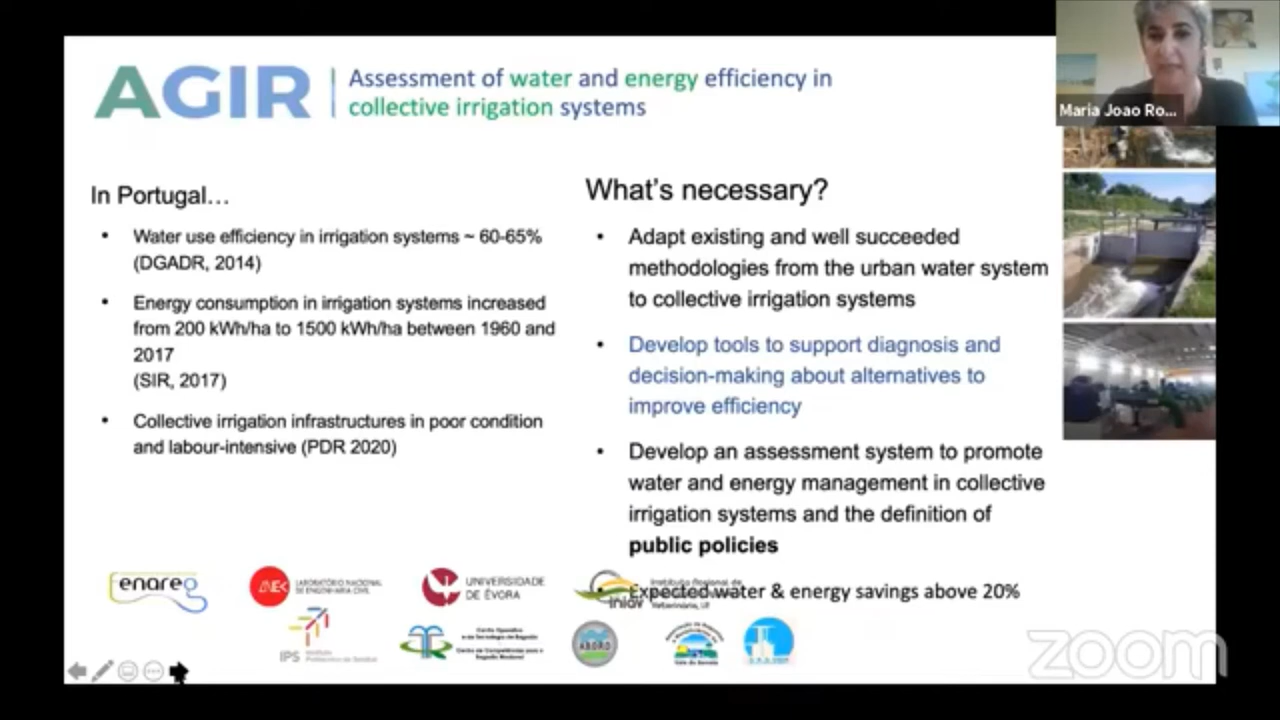 AGIR
Assessment of water and energy efficiency in
collective irrigation systems
Maria Joao Ro...
In Portugal...
• Water use efficiency in irrigation systems ~ 60-65%
(DGADR, 2014)
• Energy consumption in irrigation systems increased
from 200 kWh/ha to 1500 kWh/ha between 1960 and
2017
(SIR, 2017)
• Collective irrigation infrastructures in poor condition
and labour-intensive (PDR 2020)
What's necessary?
• Adapt existing and well succeeded
methodologies from the urban water system
to collective irrigation systems
• Develop tools to support diagnosis and
decision-making about alternatives to
improve efficiency
• Develop an assessment system to promote
water and energy management in collective
irrigation systems and the definition of
public policies
• Expected water & energy savings above 20%
enareg
LABORATÓRIO NACIONAL
DE ENGENHARIA CIVIL
UNIVERSIDADE
DE ÉVORA
IPS
ABORO
zoom